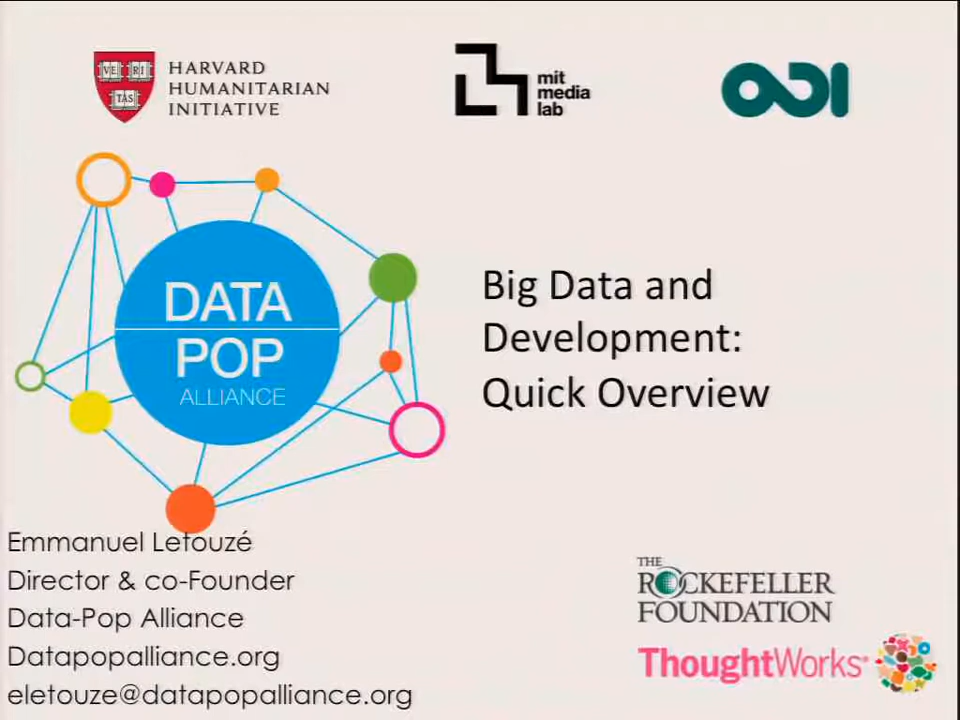 HARVARD
HUMANITARIAN
INITIATIVE
VE RI
TAS
mit
media
lab
ODI
DATA
POP
ALLIANCE
Big Data and
Development:
Quick Overview
Emmanuel Letouzé
Director & co-Founder
Data-Pop Alliance
Datapopalliance.org
eletouze@datapopalliance.org
THE
ROCKEFELLER
FOUNDATION
ThoughtWorks®